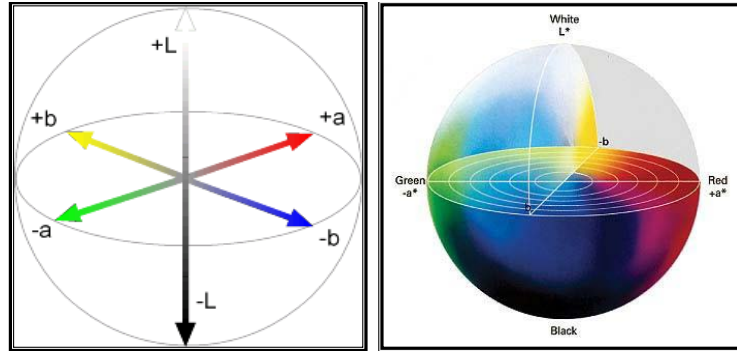 +L
+b
+a
-a
-b
-L
White
L*
-b
Green
-a*
Red
+a*
Black